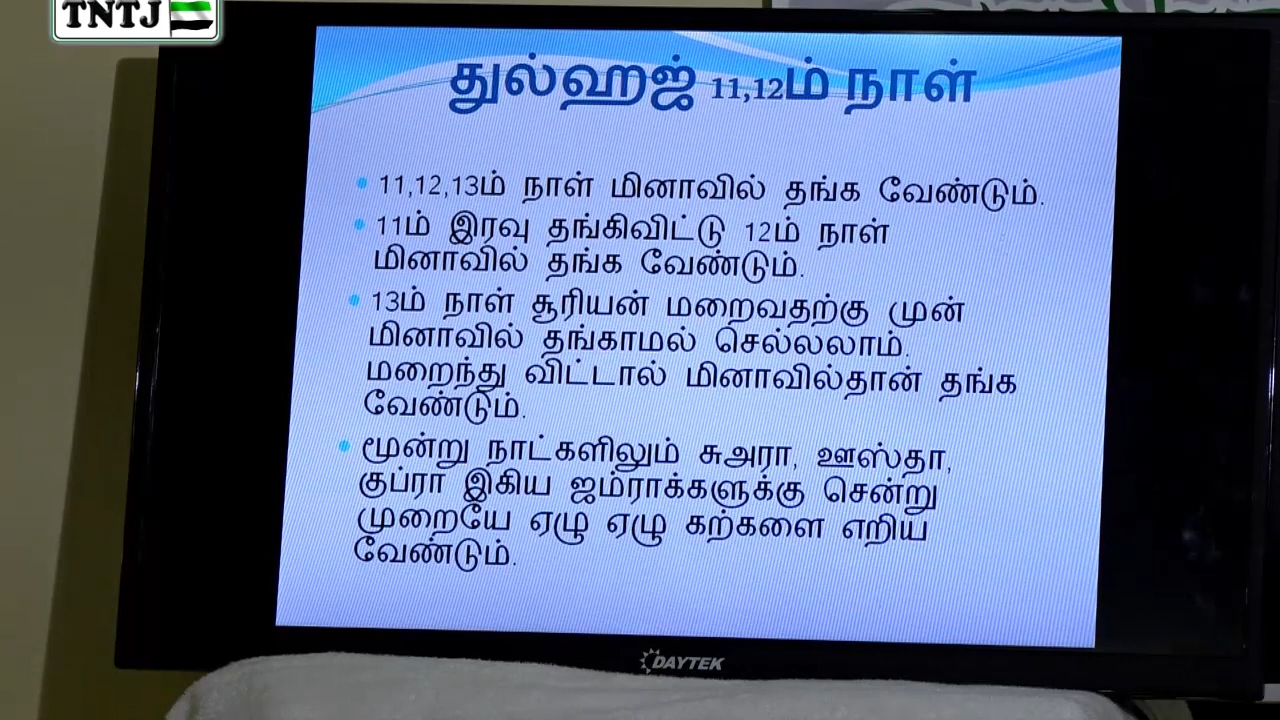 TNTJ
துல்ஹஜ் 11,12ம் நாள்
• 11,12,13ம் நாள் மினாவில் தங்க வேண்டும்.
• 11ம் இரவு தங்கிவிட்டு 12ம் நாள்
மினாவில் தங்க வேண்டும்.
• 13ம் நாள் சூரியன் மறைவதற்கு முன்
மினாவில் தங்காமல் செல்லலாம்.
மறைந்து விட்டால் மினாவில்தான் தங்க
வேண்டும்.
• மூன்று நாட்களிலும் சுஅரா, ஊஸ்தா,
குப்ரா இகிய ஜம்ராக்களுக்கு சென்று
முறையே ஏழு ஏழு கற்களை எறிய
வேண்டும்.
DAYTEK